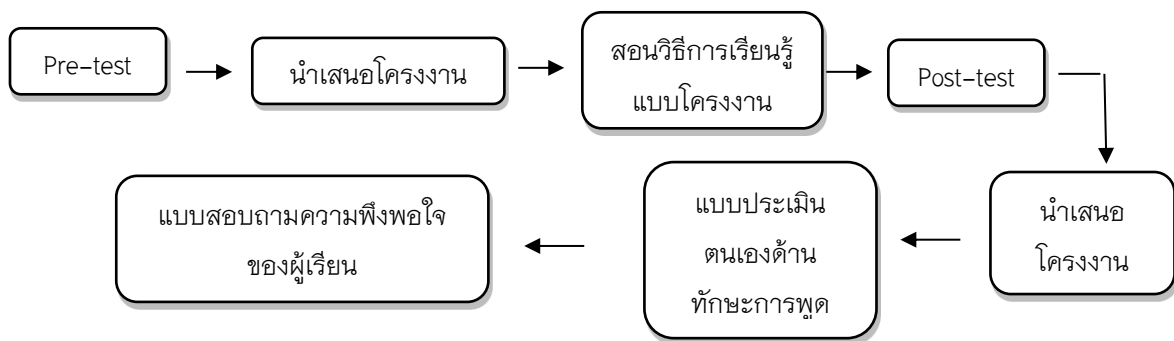 Pre-test
นำเสนอโครงงาน
สอนวิธีการเรียนรู้
แบบโครงงาน
Post-test
นำเสนอ
โครงงาน
แบบประเมิน
ตนเองด้าน
ทักษะการพูด
แบบสอบถามความพึงพอใจ
ของผู้เรียน